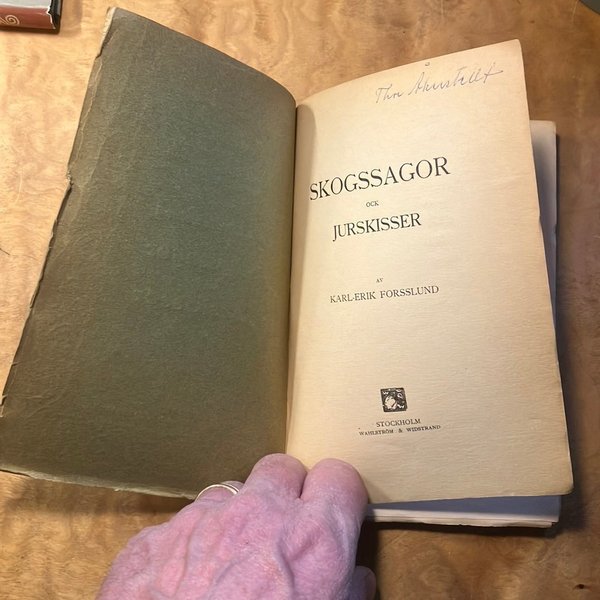 SKOGSSAGOR
OCK
JURSKISSER
AV
KARL-ERIK FORSSLUND
STOCKHOLM
WAHLSTRÖM & WIDSTRAND